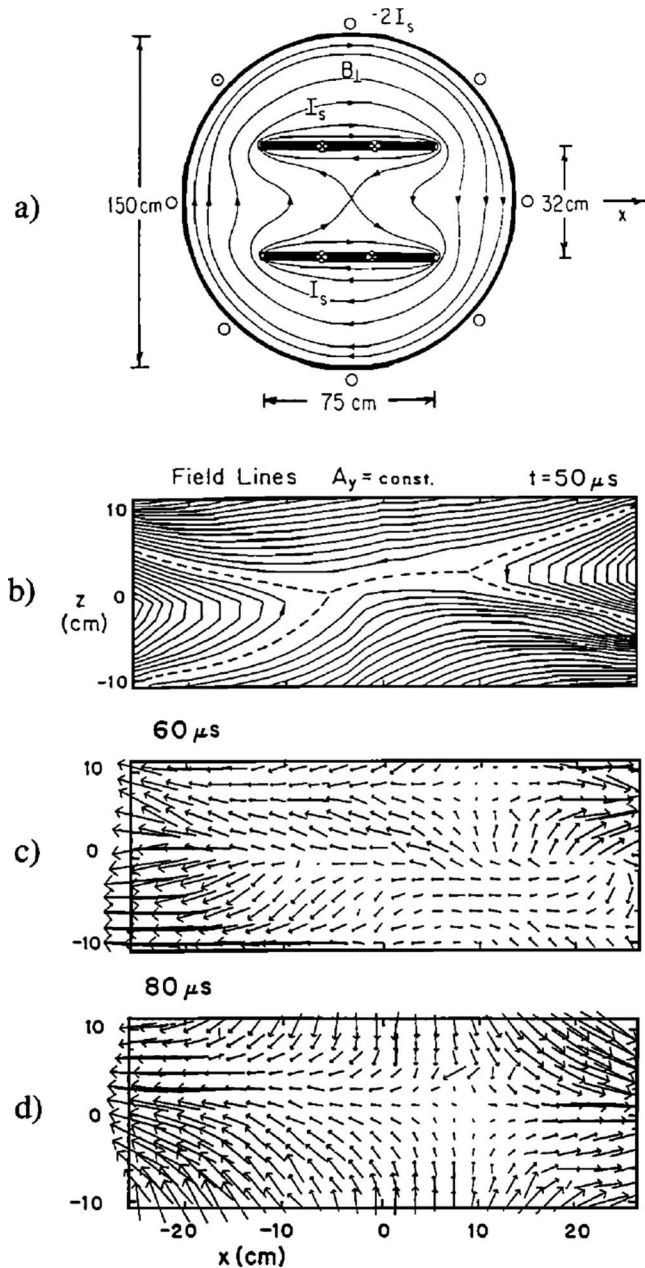 -2Iₛ
B⊥
Iₛ
a)
150cm
32cm
x
Iₛ
75 cm
Field Lines Aᵧ = const. t=50 μs
b)
10
z
0
(cm)
-10
60 μs
c)
10
0
-10
80 μs
d)
10
0
-10
-20 -10 0 10 20
x (cm)